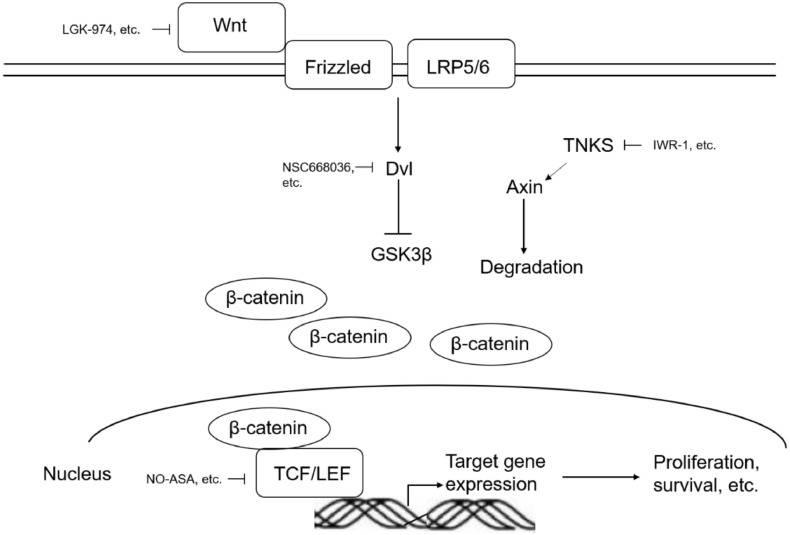 LGK-974, etc.
Wnt
Frizzled
LRP5/6
NSC668036,
etc.
Dvl
TNKS
IWR-1, etc.
Axin
GSK3β
Degradation
β-catenin
β-catenin
β-catenin
β-catenin
Nucleus
NO-ASA, etc.
TCF/LEF
Target gene
expression
Proliferation,
survival, etc.